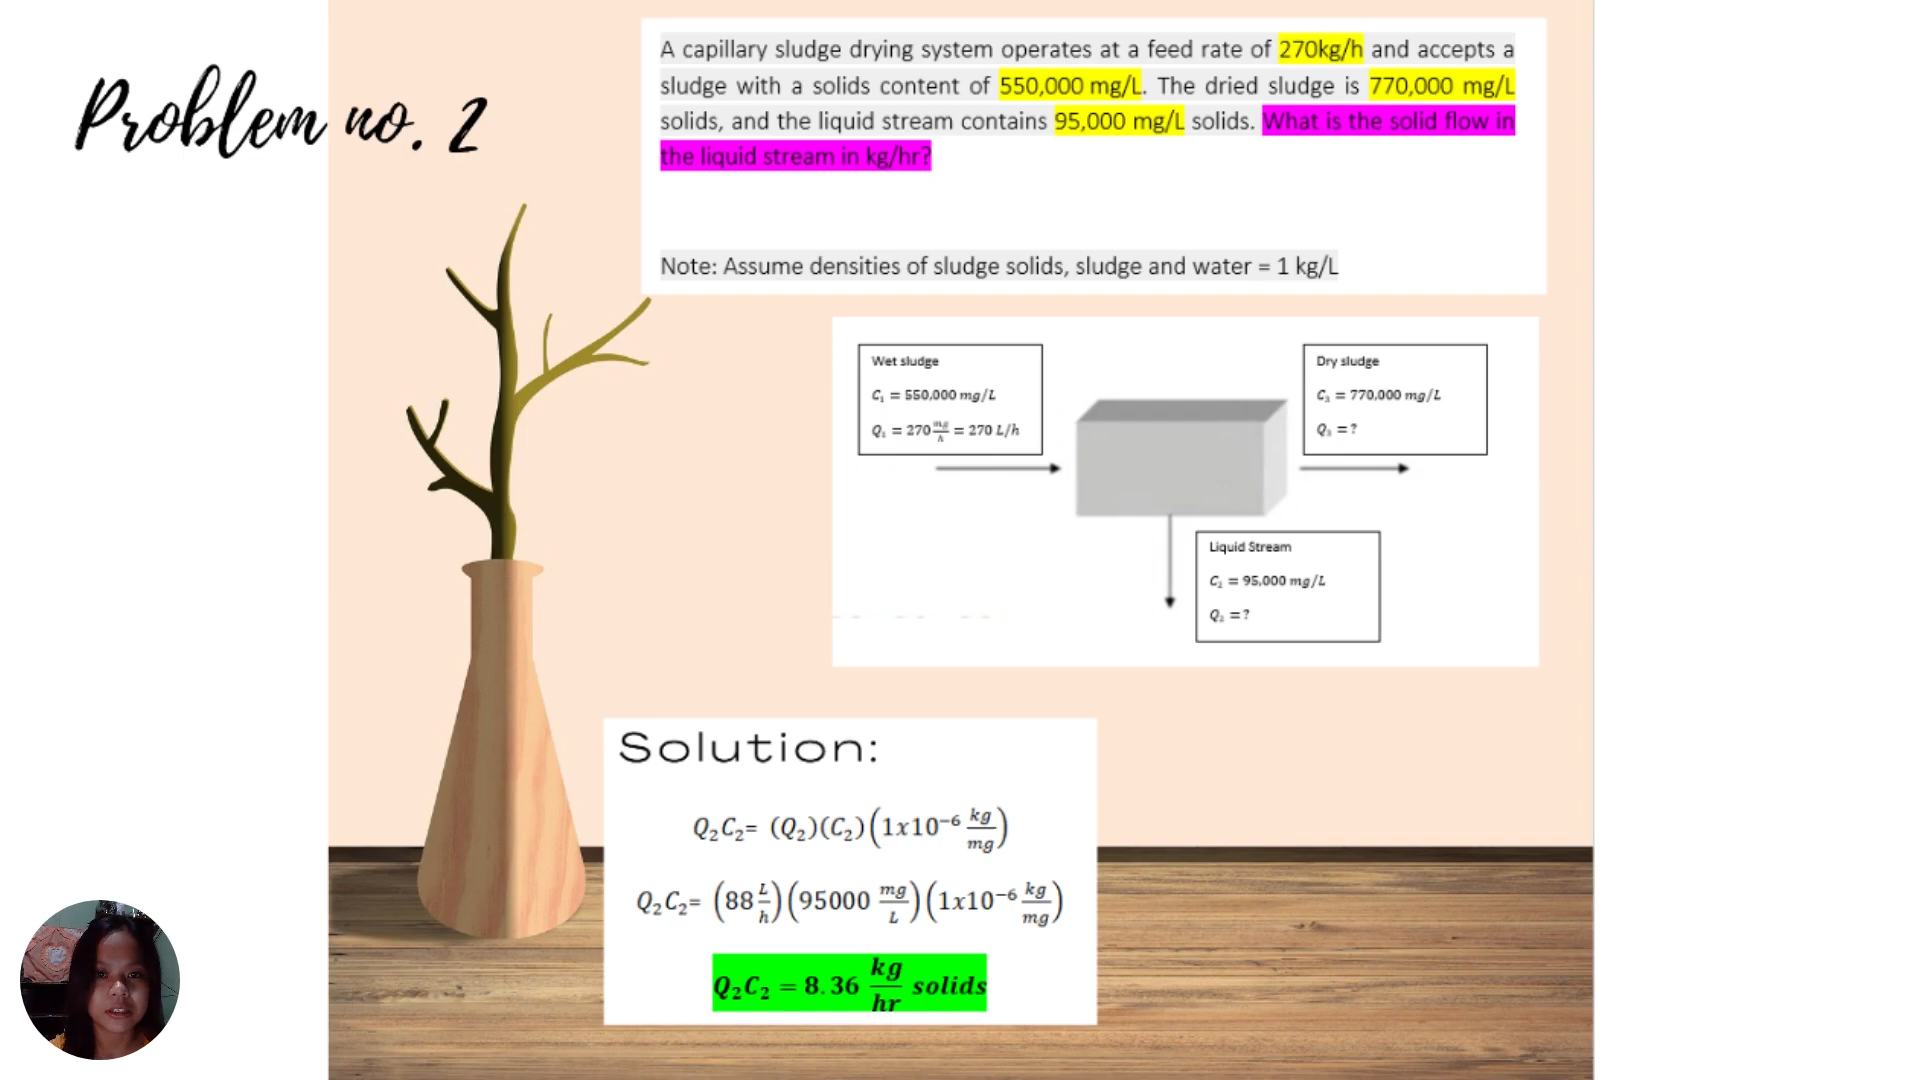 Problem no. 2
A capillary sludge drying system operates at a feed rate of 270kg/h and accepts a
sludge with a solids content of 550,000 mg/L. The dried sludge is 770,000 mg/L
solids, and the liquid stream contains 95,000 mg/L solids. What is the solid flow in
the liquid stream in kg/hr?
Note: Assume densities of sludge solids, sludge and water = 1 kg/L
Wet sludge
C₁ = 550,000 mg/L
Q₁ = 270 mg/h = 270 L/h
Dry sludge
C₃ = 770,000 mg/L
Q₃ = ?
Liquid Stream
C₂ = 95,000 mg/L
Q₂ = ?
Solution:
Q₂C₂= (Q₂)(C₂)(1x10⁻⁶ kg/mg)
Q₂C₂= (88 L/h)(95000 mg/L)(1x10⁻⁶ kg/mg)
Q₂C₂ = 8.36 kg/hr solids